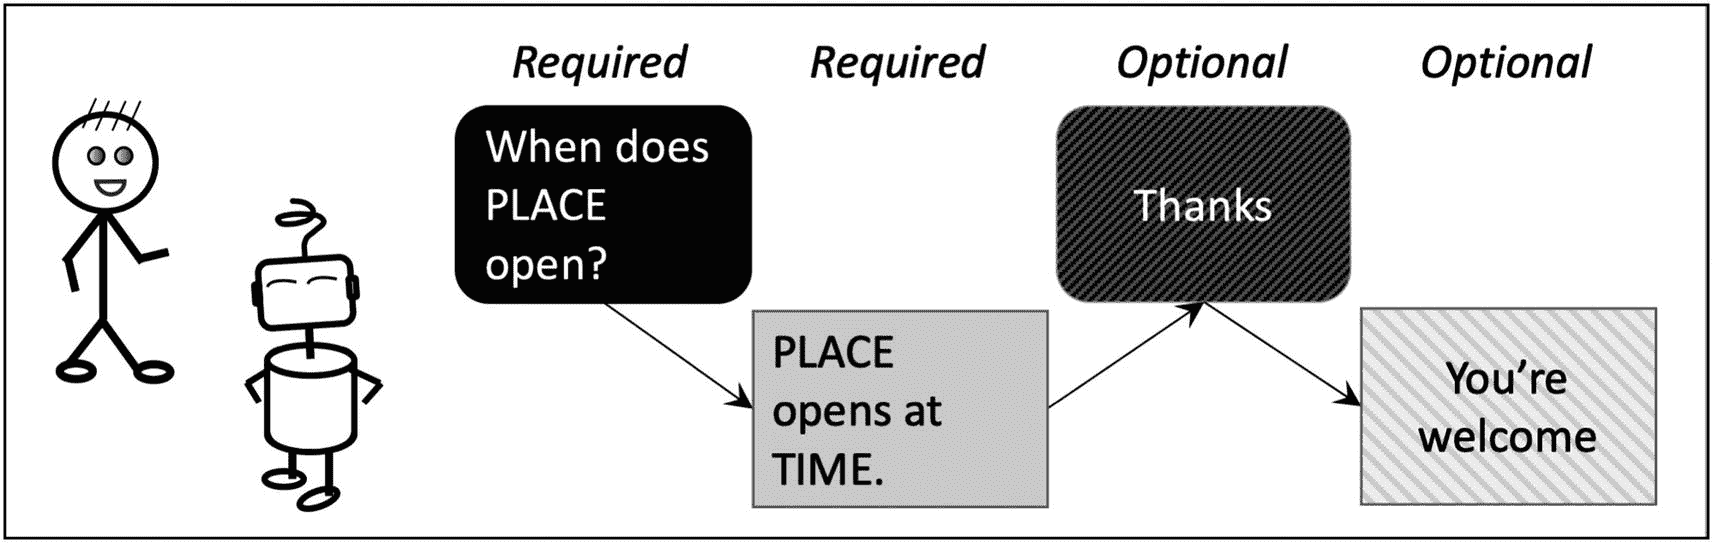 Required
Required
Optional
Optional
When does
PLACE
open?
PLACE
opens at
TIME.
Thanks
You’re
welcome